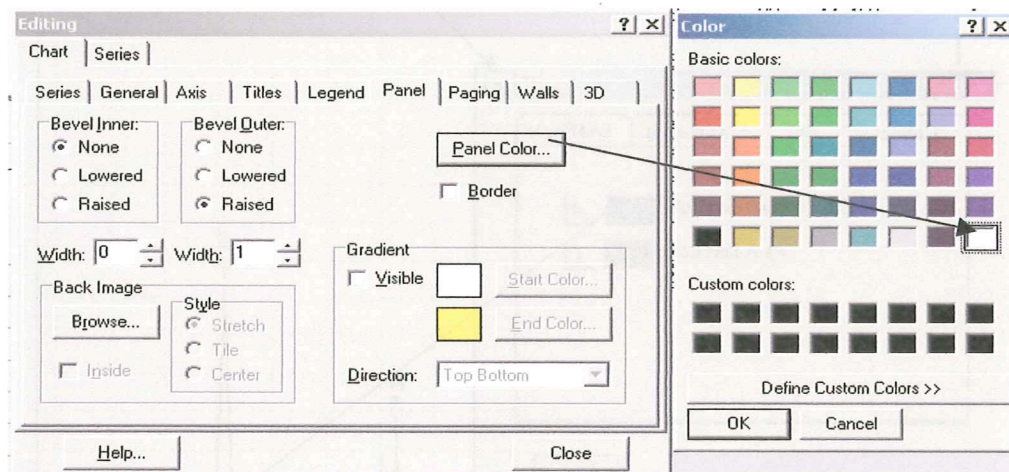 Editing
Chart Series
Series General Axis Titles Legend Panel Paging Walls 3D
Bevel Inner:
None
Lowered
Raised
Width: 0
Bevel Outer:
None
Lowered
Raised
Width: 1
Panel Color...
Border
Back Image
Browse...
Inside
Style
Stretch
Tile
Center
Gradient
Visible
Start Color...
End Color...
Direction: Top Bottom
Help...
Close
Color
Basic colors:
Custom colors:
Define Custom Colors >>
OK Cancel